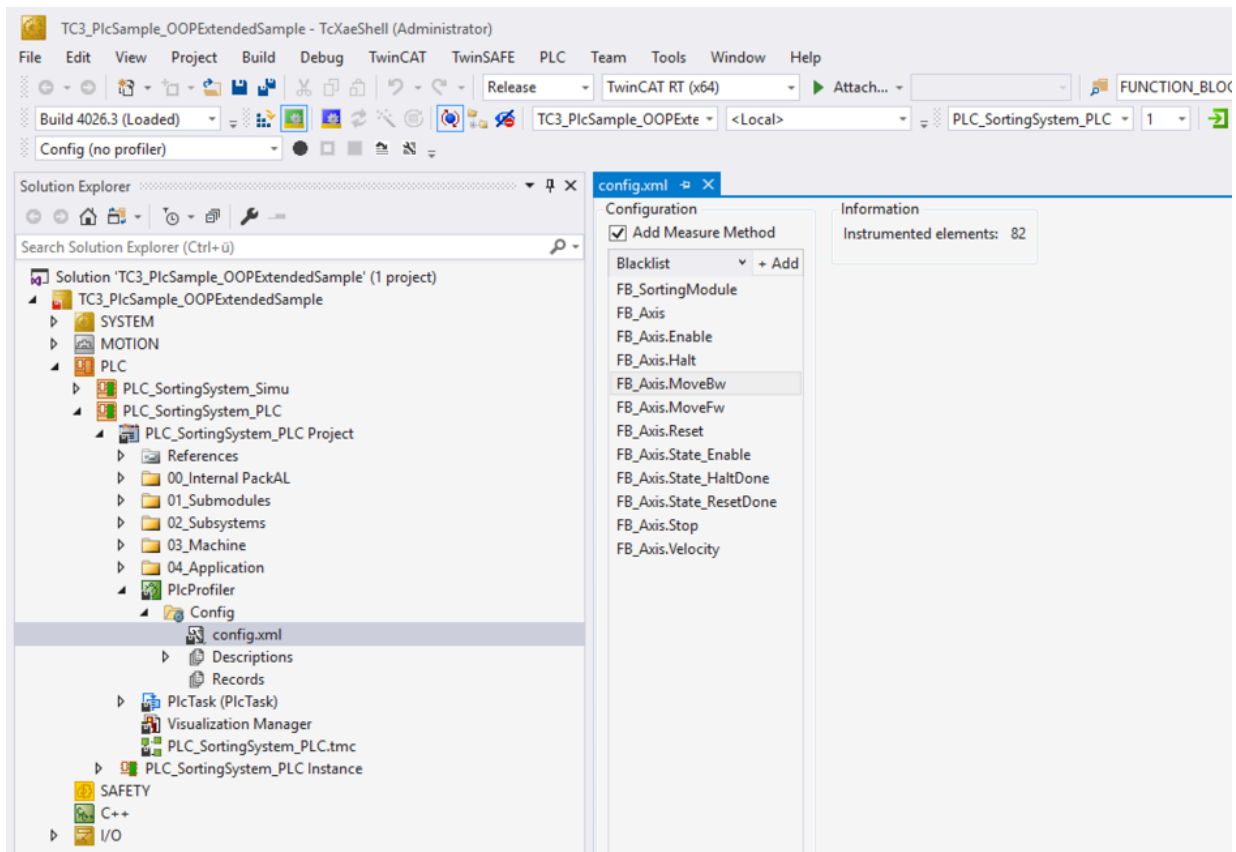 TC3_PlcSample_OOPExtendedSample - TcXaeShell (Administrator)
File Edit View Project Build Debug TwinCAT TwinSAFE PLC Team Tools Window Help
Release TwinCAT RT (x64) Attach... FUNCTION_BLOC
Build 4026.3 (Loaded) TC3_PlcSample_OOPExte <Local> PLC_SortingSystem_PLC 1
Config (no profiler)
Solution Explorer
Search Solution Explorer (Ctrl+ü)
Solution 'TC3_PlcSample_OOPExtendedSample' (1 project)
TC3_PlcSample_OOPExtendedSample
SYSTEM
MOTION
PLC
PLC_SortingSystem_Simu
PLC_SortingSystem_PLC
PLC_SortingSystem_PLC Project
References
00_Internal PackAL
01_Submodules
02_Subsystems
03_Machine
04_Application
PlcProfiler
Config
config.xml
Descriptions
Records
PlcTask (PlcTask)
Visualization Manager
PLC_SortingSystem_PLC.tmc
PLC_SortingSystem_PLC Instance
SAFETY
C++
I/O
config.xml
Configuration
Add Measure Method
Blacklist + Add
FB_SortingModule
FB_Axis
FB_Axis.Enable
FB_Axis.Halt
FB_Axis.MoveBw
FB_Axis.MoveFw
FB_Axis.Reset
FB_Axis.State_Enable
FB_Axis.State_HaltDone
FB_Axis.State_ResetDone
FB_Axis.Stop
FB_Axis.Velocity
Information
Instrumented elements: 82